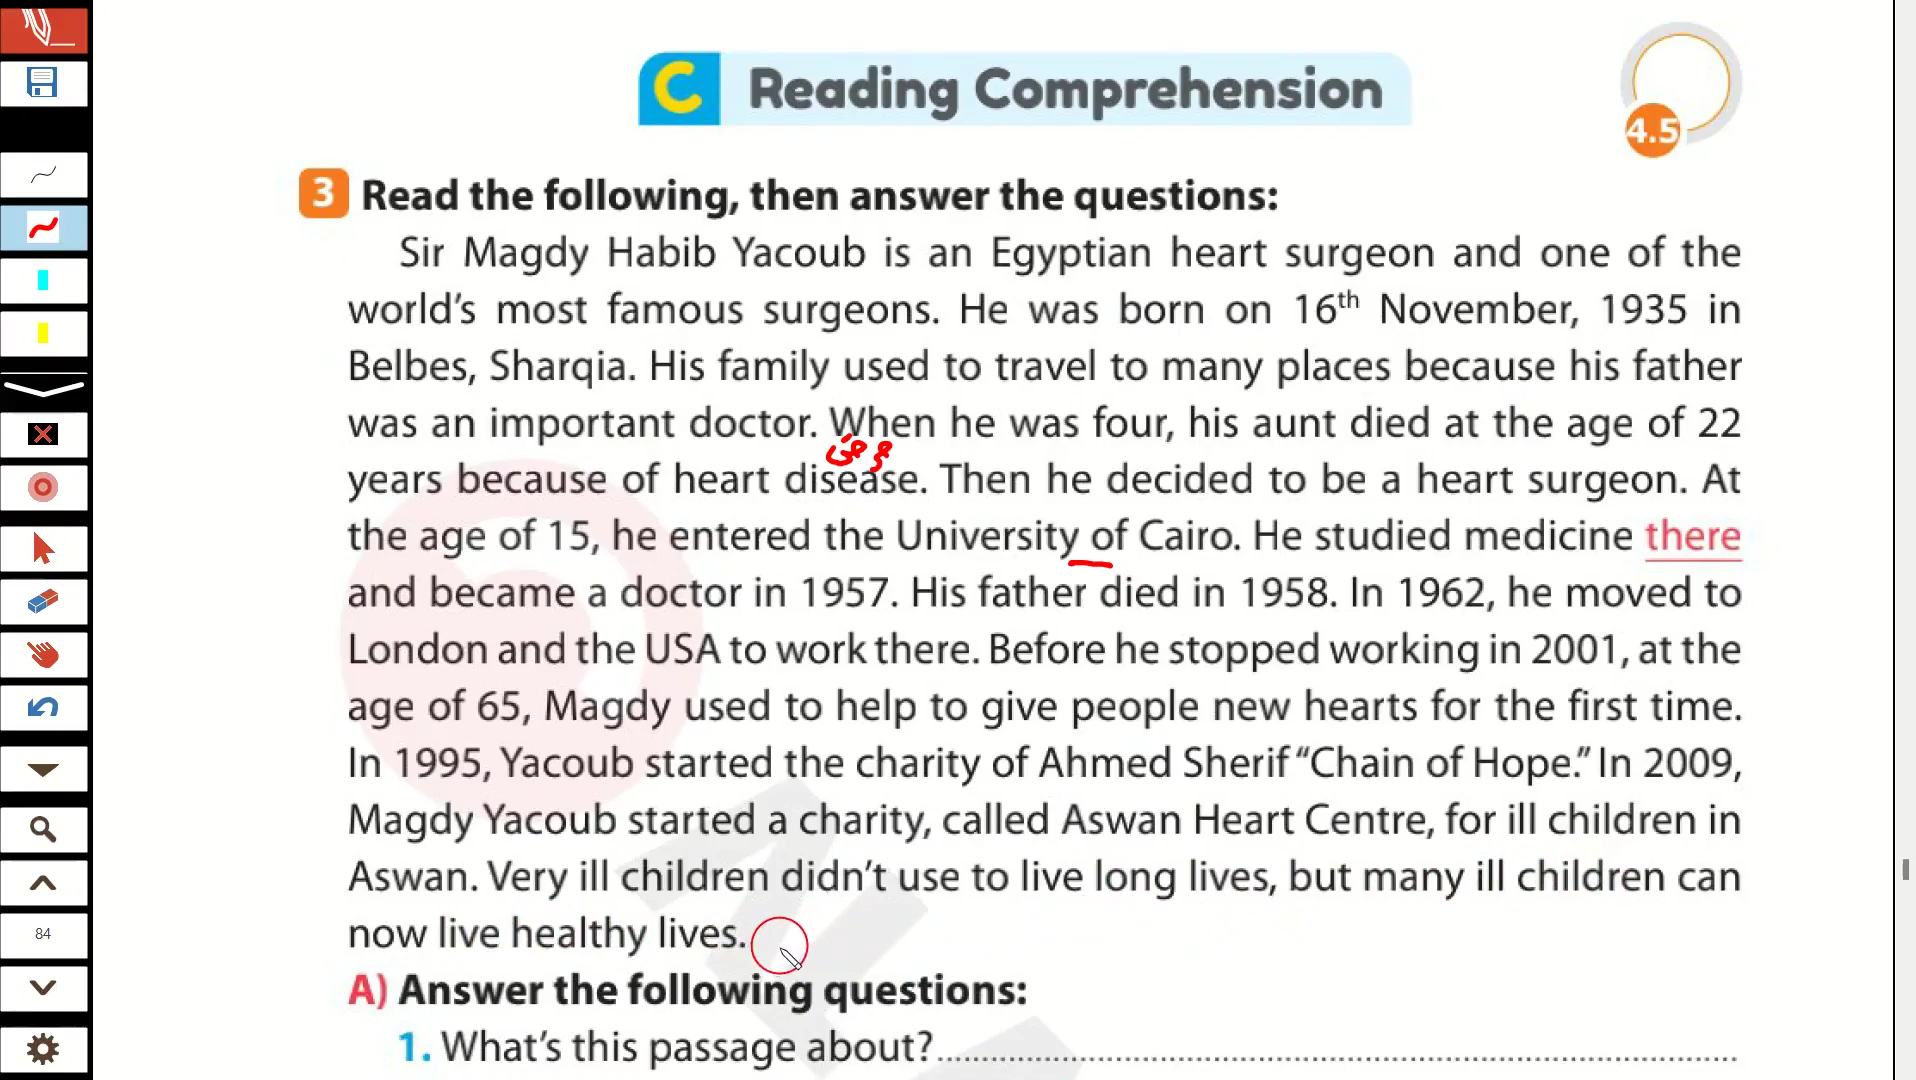 C Reading Comprehension
4.5
3 Read the following, then answer the questions:
Sir Magdy Habib Yacoub is an Egyptian heart surgeon and one of the
world's most famous surgeons. He was born on 16th November, 1935 in
Belbes, Sharqia. His family used to travel to many places because his father
was an important doctor. When he was four, his aunt died at the age of 22
years because of heart disease. Then he decided to be a heart surgeon. At
the age of 15, he entered the University of Cairo. He studied medicine there
and became a doctor in 1957. His father died in 1958. In 1962, he moved to
London and the USA to work there. Before he stopped working in 2001, at the
age of 65, Magdy used to help to give people new hearts for the first time.
In 1995, Yacoub started the charity of Ahmed Sherif “Chain of Hope.” In 2009,
Magdy Yacoub started a charity, called Aswan Heart Centre, for ill children in
Aswan. Very ill children didn't use to live long lives, but many ill children can
now live healthy lives.
A) Answer the following questions:
1. What's this passage about?
84